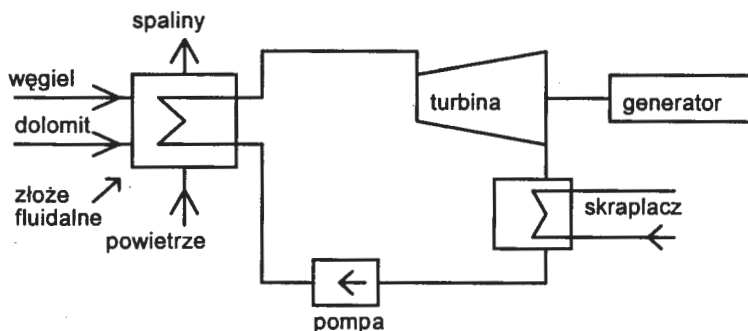 spaliny
węgiel
dolomit
złoże
fluidalne
powietrze
turbina
generator
skraplacz
pompa